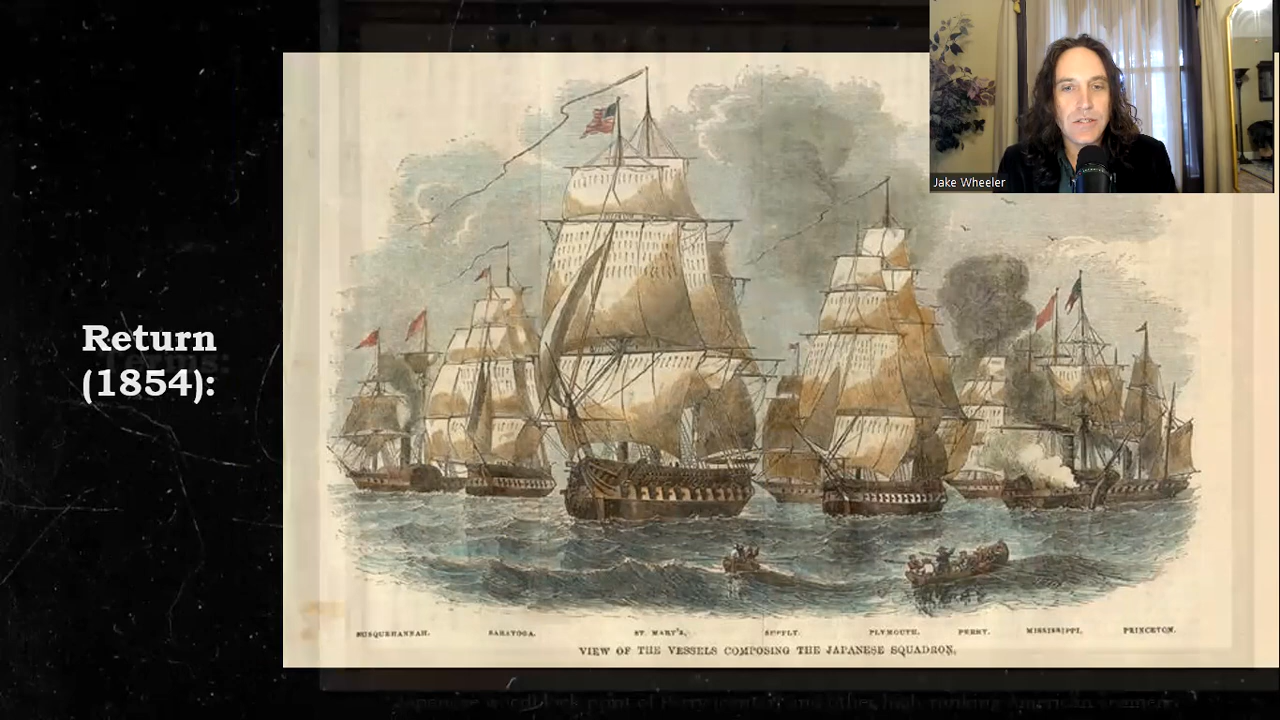 Jake Wheeler
Return
(1854):
SUSQUEHANNAH. SARATOGA. ST. MARY'S. SUPPLY. PLYMOUTH. PERRY. MISSISSIPPI. PRINCETON.
VIEW OF THE VESSELS COMPOSING THE JAPANESE SQUADRON.